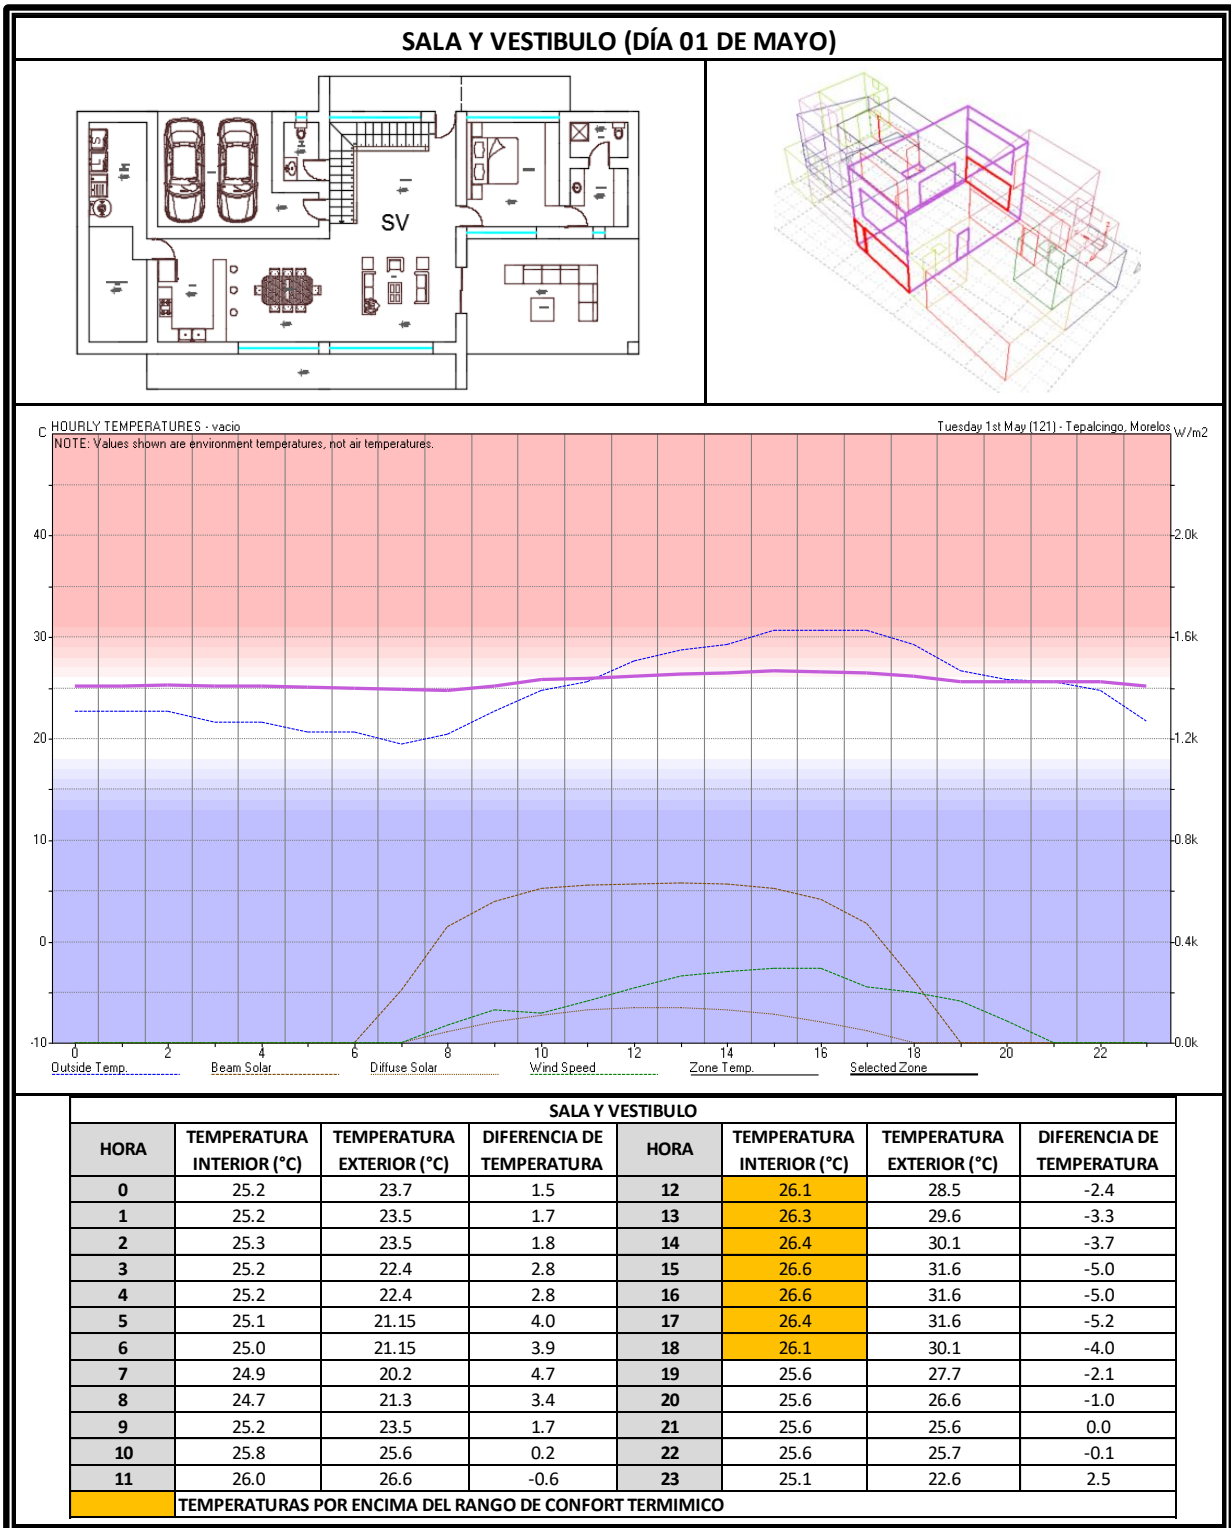 SALA Y VESTIBULO (DÍA 01 DE MAYO)
SV
HOURLY TEMPERATURES - vacio
Tuesday 1st May (121) - Tepalcingo, Morelos
C
W/m2
NOTE: Values shown are environment temperatures, not air temperatures.
40
2.0k
30
1.6k
20
1.2k
10
0.8k
0
0.4k
-10
0.0k
0 2 4 6 8 10 12 14 16 18 20 22
Outside Temp. Beam Solar Diffuse Solar Wind Speed Zone Temp. Selected Zone
SALA Y VESTIBULO
HORA TEMPERATURA INTERIOR (°C) TEMPERATURA EXTERIOR (°C) DIFERENCIA DE TEMPERATURA HORA TEMPERATURA INTERIOR (°C) TEMPERATURA EXTERIOR (°C) DIFERENCIA DE TEMPERATURA
0 25.2 23.7 1.5 12 26.1 28.5 -2.4
1 25.2 23.5 1.7 13 26.3 29.6 -3.3
2 25.3 23.5 1.8 14 26.4 30.1 -3.7
3 25.2 22.4 2.8 15 26.6 31.6 -5.0
4 25.2 22.4 2.8 16 26.6 31.6 -5.0
5 25.1 21.15 4.0 17 26.4 31.6 -5.2
6 25.0 21.15 3.9 18 26.1 30.1 -4.0
7 24.9 20.2 4.7 19 25.6 27.7 -2.1
8 24.7 21.3 3.4 20 25.6 26.6 -1.0
9 25.2 23.5 1.7 21 25.6 25.6 0.0
10 25.8 25.6 0.2 22 25.6 25.7 -0.1
11 26.0 26.6 -0.6 23 25.1 22.6 2.5
TEMPERATURAS POR ENCIMA DEL RANGO DE CONFORT TERMIMICO